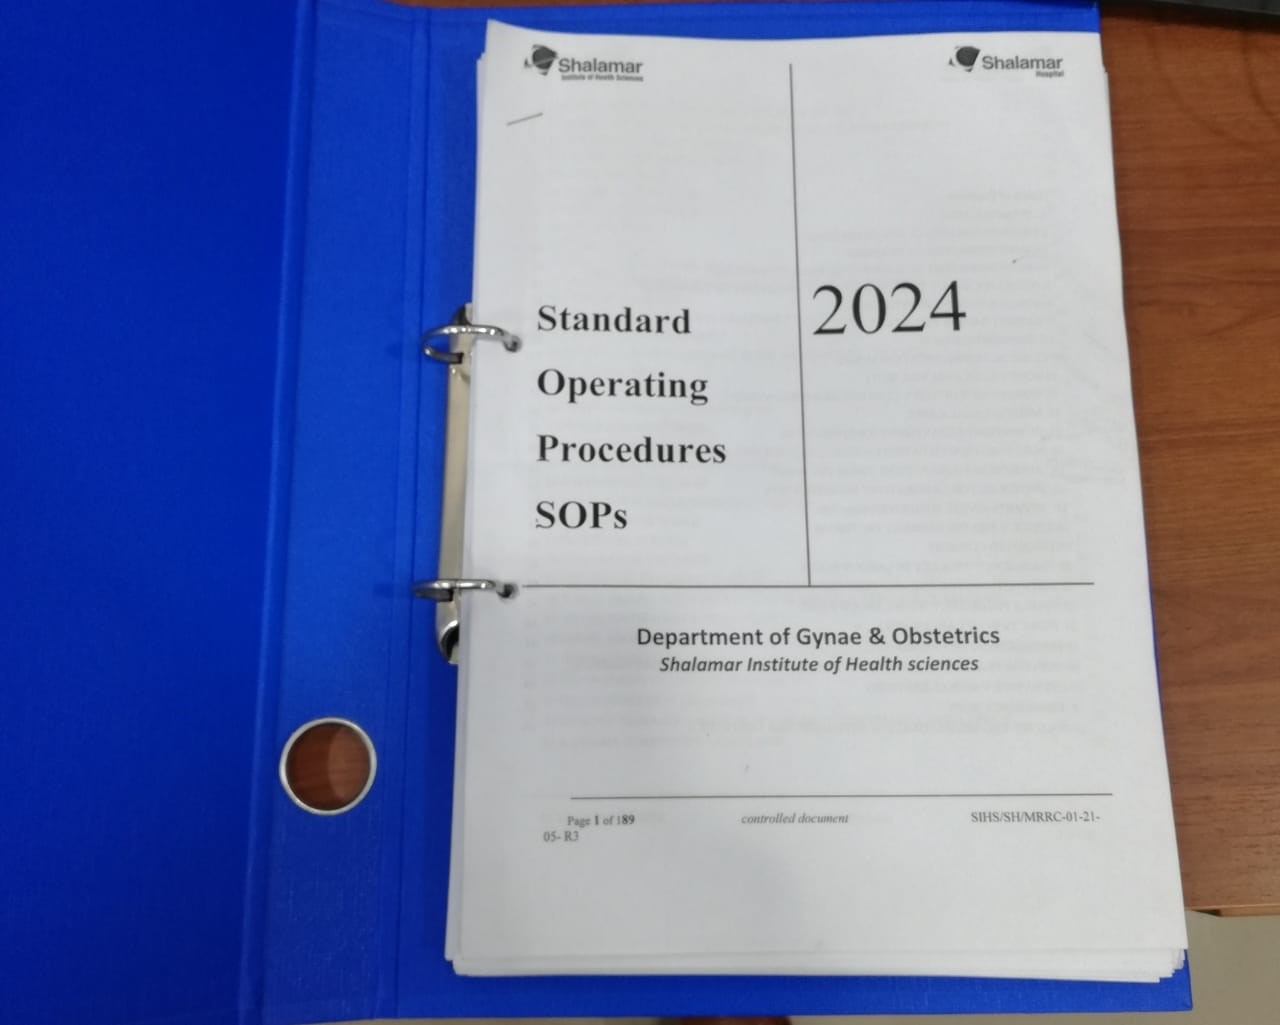 Shalamar
Institute of Health Sciences
Shalamar
Hospital
Standard
Operating
Procedures
SOPs
2024
Department of Gynae & Obstetrics
Shalamar Institute of Health sciences
Page 1 of 189
controlled document
SIHS/SH/MRRC-01-21-
05- R3